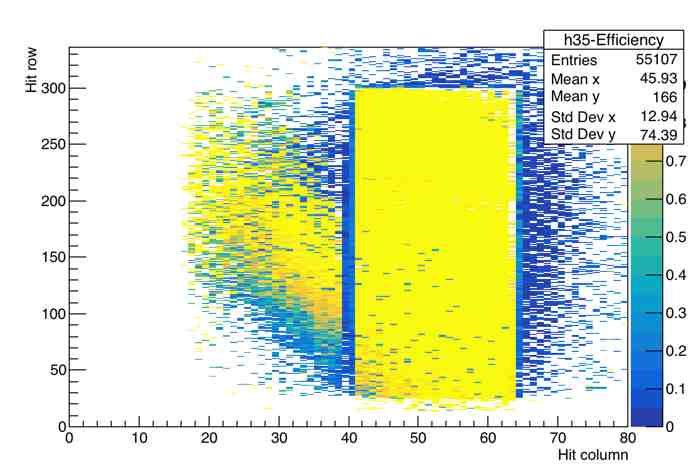 h35-Efficiency
Entries 55107
Mean x 45.93
Mean y 166
Std Dev x 12.94
Std Dev y 74.39
Hit row
300
250
200
150
100
50
0
0 10 20 30 40 50 60 70 80
Hit column
0.7
0.6
0.5
0.4
0.3
0.2
0.1
0